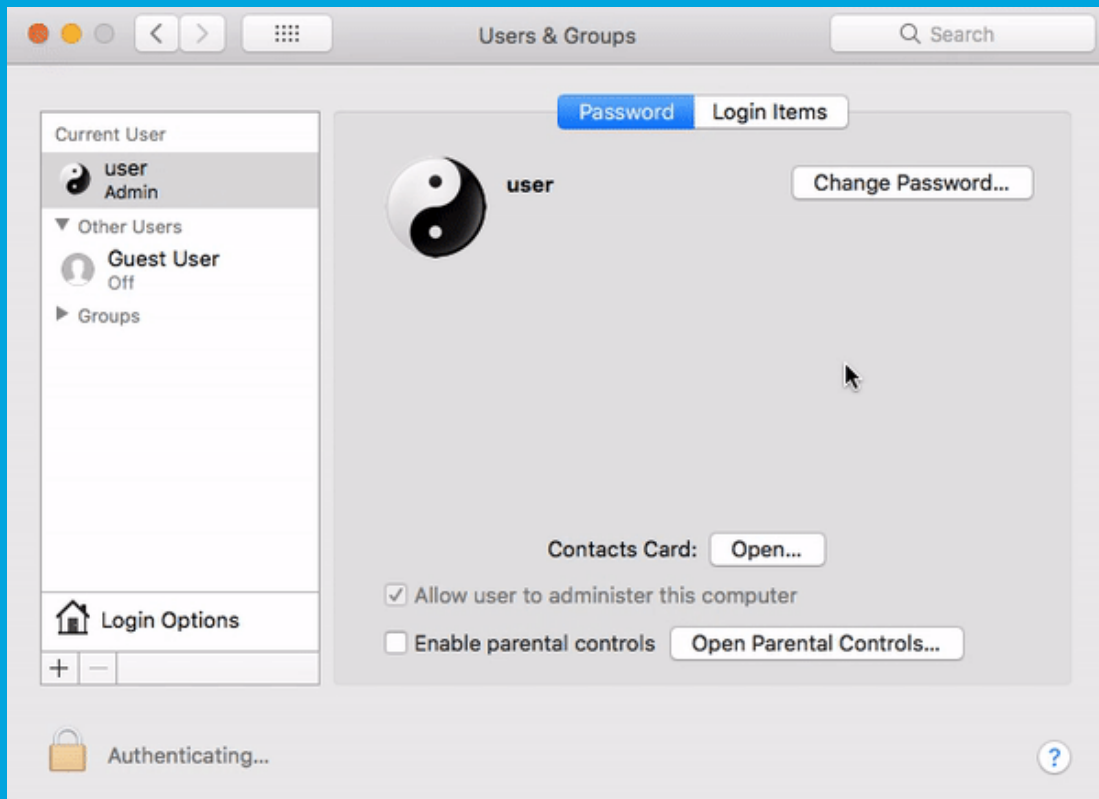 Users & Groups
Search
Password
Login Items
Current User
user
Admin
Other Users
Guest User
Off
Groups
Login Options
user
Change Password...
Contacts Card:
Open...
Allow user to administer this computer
Enable parental controls
Open Parental Controls...
Authenticating...
?